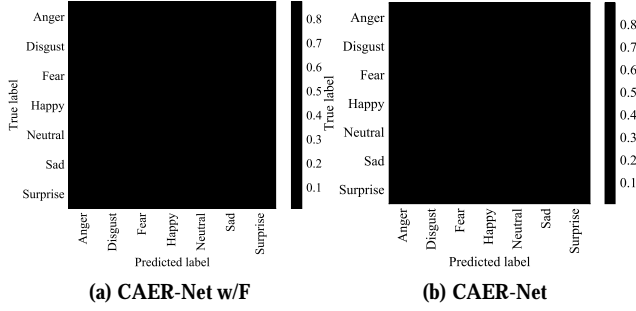 Anger
Disgust
Fear
Happy
Neutral
Sad
Surprise
True label
Anger
Disgust
Fear
Happy
Neutral
Sad
Surprise
Predicted label
0.8
0.7
0.6
0.5
0.4
0.3
0.2
0.1
(a) CAER-Net w/F
Anger
Disgust
Fear
Happy
Neutral
Sad
Surprise
True label
Anger
Disgust
Fear
Happy
Neutral
Sad
Surprise
Predicted label
0.8
0.7
0.6
0.5
0.4
0.3
0.2
0.1
(b) CAER-Net